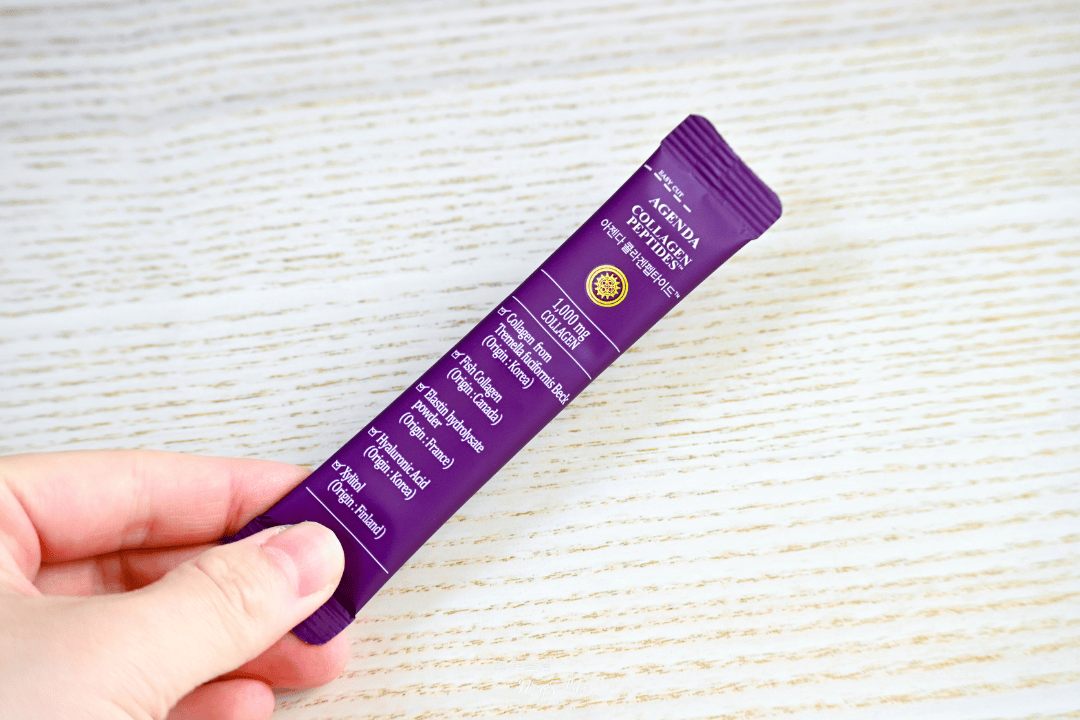 EASY CUT
AGENDA
COLLAGEN
PEPTIDES™
아젠다 콜라겐펩타이드™
1,000 mg
COLLAGEN
☑ Collagen from
Tremella fuciformis Beck
(Origin : Korea)
☑ Fish Collagen
(Origin : Canada)
☑ Elastin hydrolysate
powder
(Origin : France)
☑ Hyaluronic Acid
(Origin : Korea)
☑ Xylitol
(Origin : Finland)